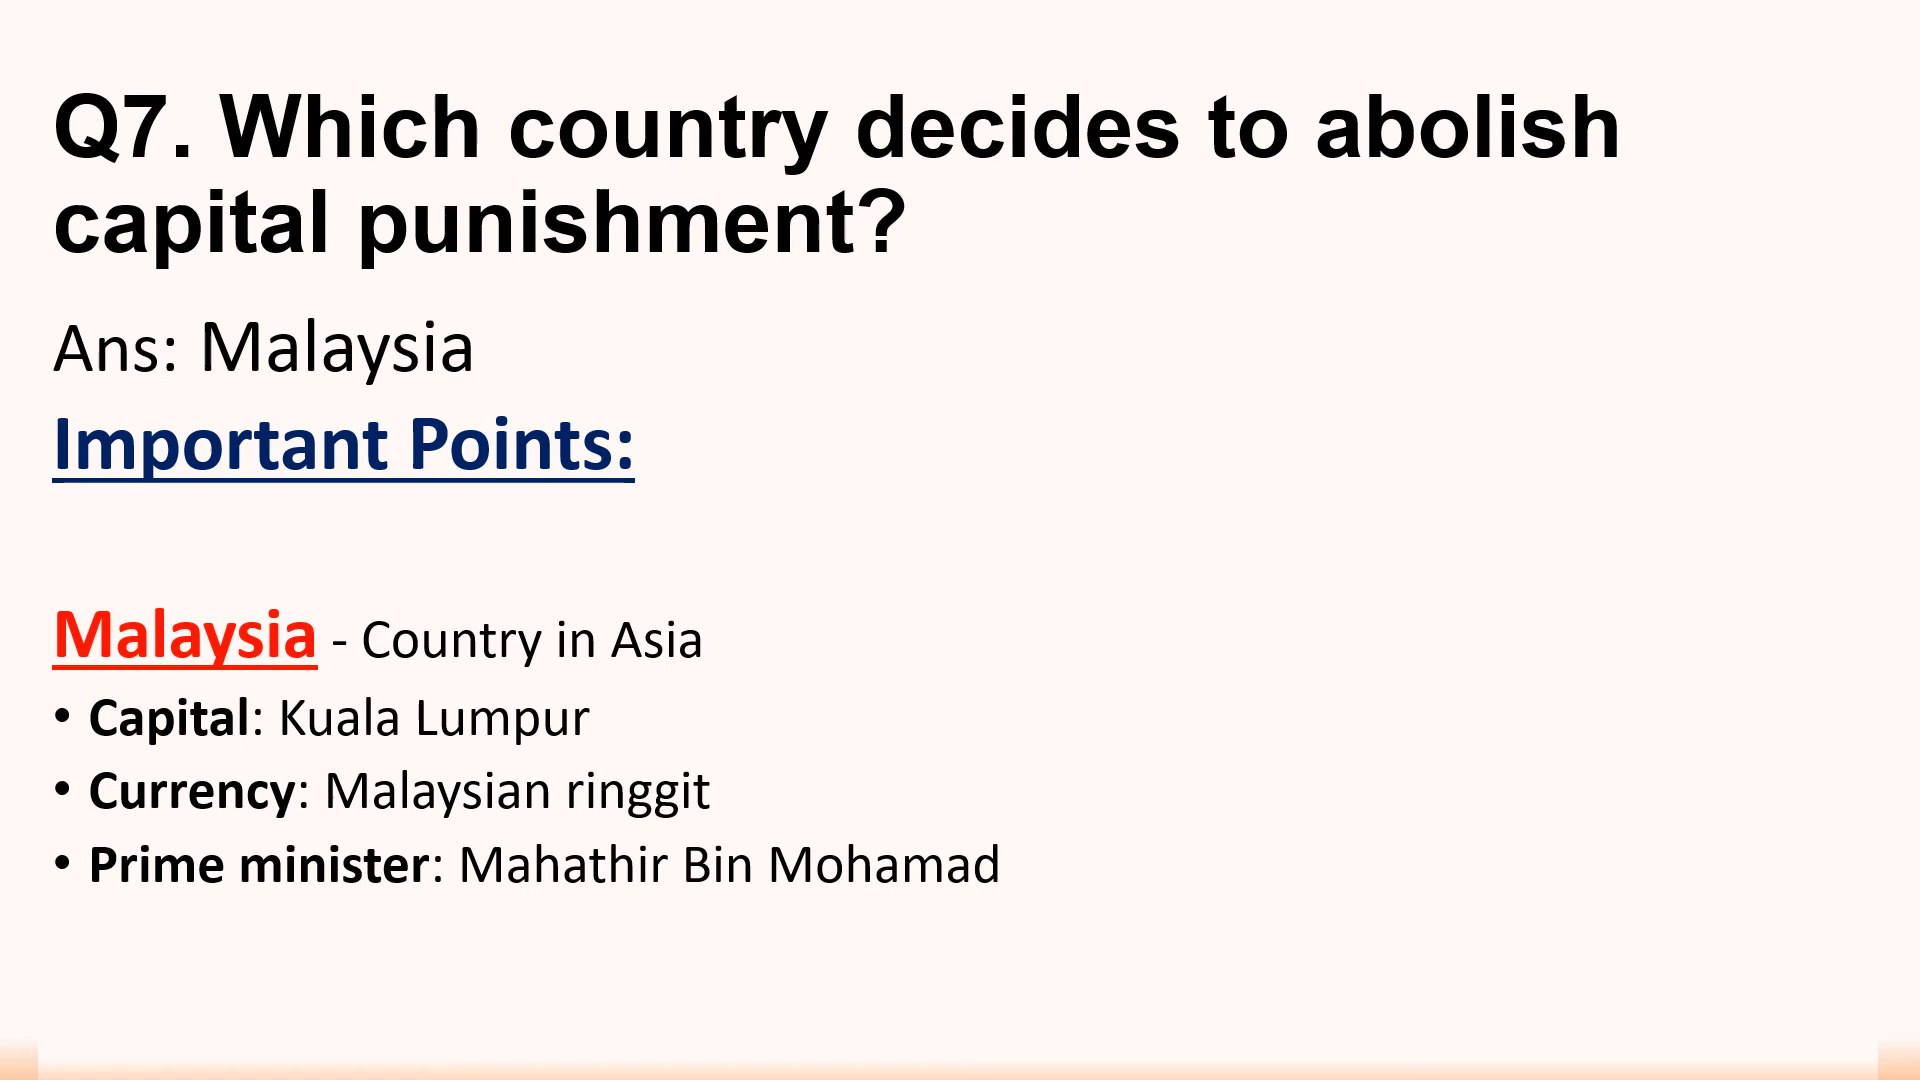 Q7. Which country decides to abolish
capital punishment?
Ans: Malaysia
Important Points:
Malaysia - Country in Asia
• Capital: Kuala Lumpur
• Currency: Malaysian ringgit
• Prime minister: Mahathir Bin Mohamad